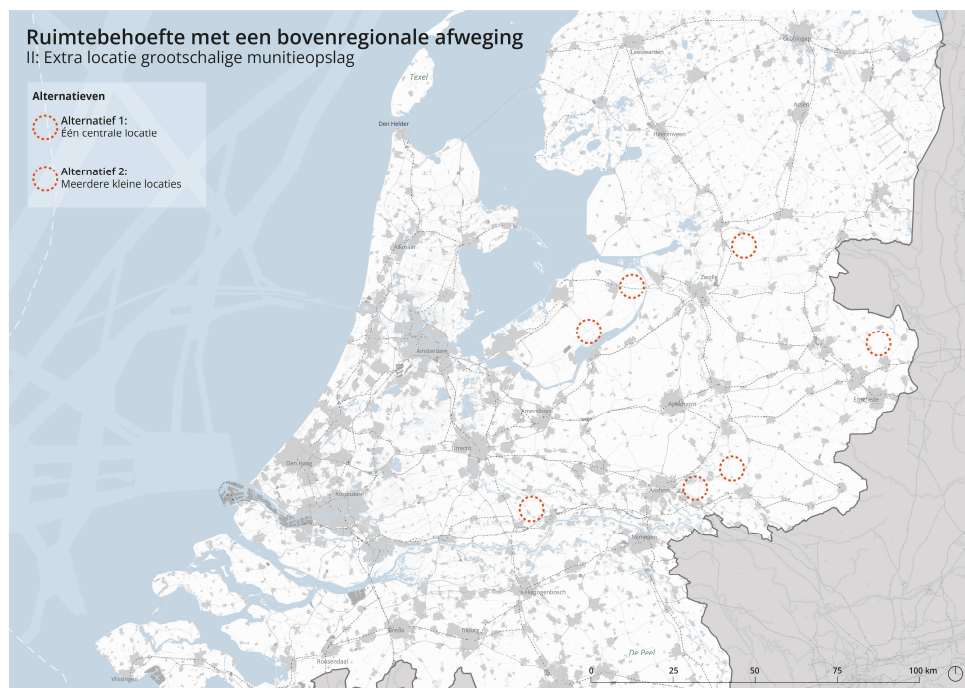 Ruimtebehoefte met een bovenregionale afweging
II: Extra locatie grootschalige munitieopslag
Alternatieven
Alternatief 1:
Één centrale locatie
Alternatief 2:
Meerdere kleine locaties
Texel
Den Helder
Leeuwarden
Groningen
Assen
Heerenveen
Alkmaar
Zwolle
Amsterdam
Enschede
Apeldoorn
Amersfoort
Utrecht
Den Haag
Rotterdam
Arnhem
Nijmegen
's-Hertogenbosch
Breda
Tilburg
De Peel
Roosendaal
Vlissingen
0 25 50 75 100 km